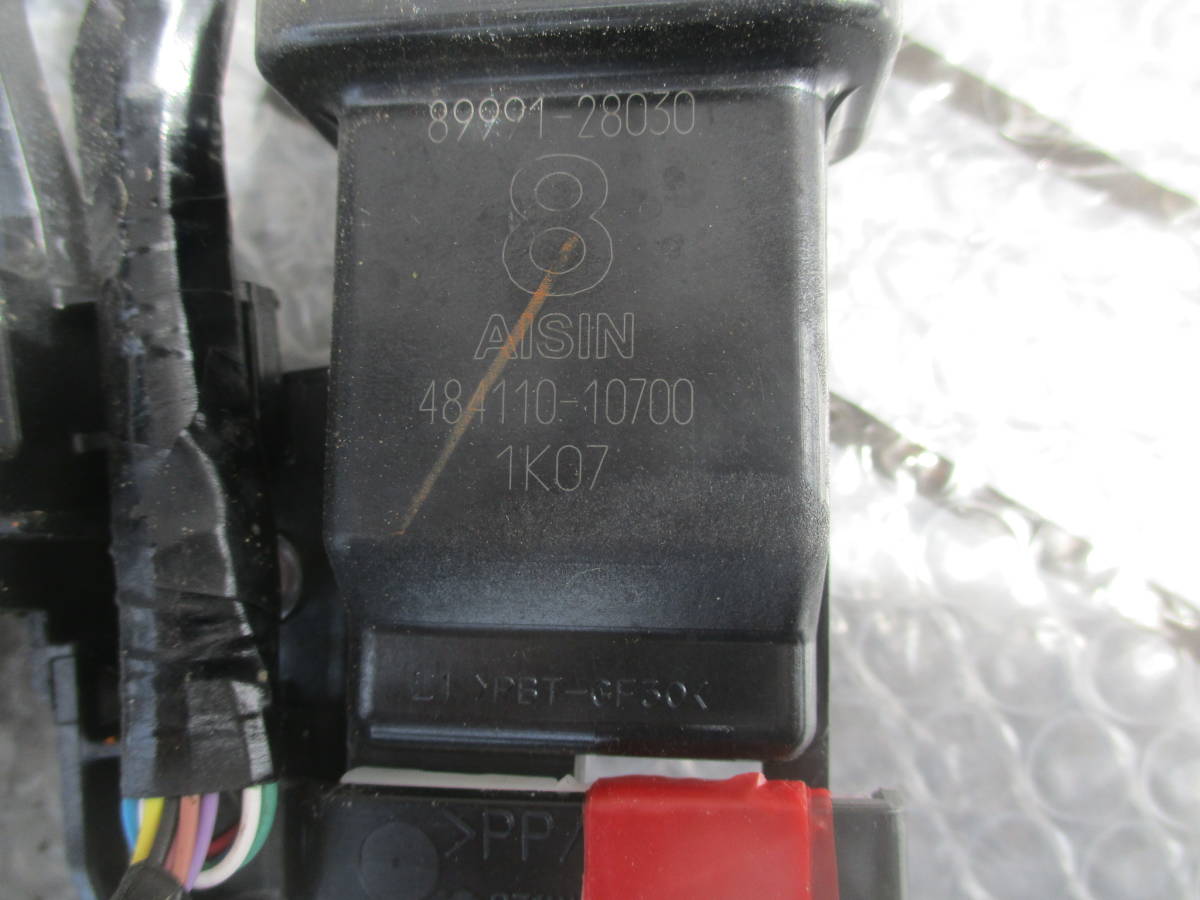 89991-28030
8
AISIN
484110-10700
1K07
>PBT-GF30<
>PP/